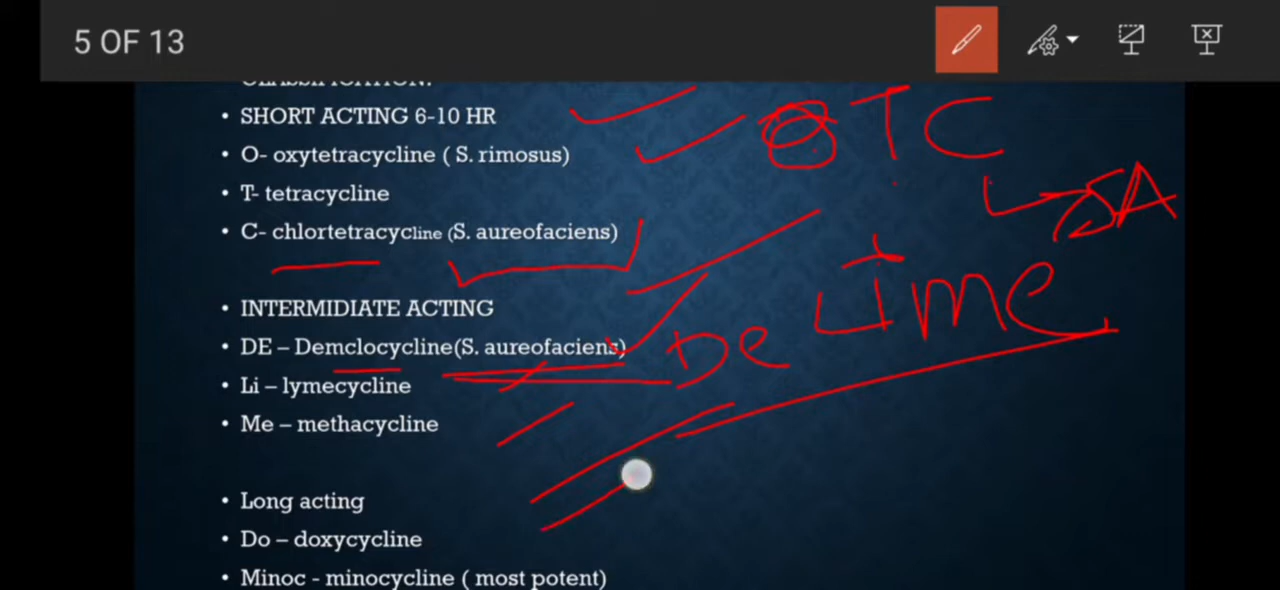 5 OF 13
CLASSIFICATION:
• SHORT ACTING 6-10 HR
• O- oxytetracycline ( S. rimosus)
• T- tetracycline
• C- chlortetracycline (S. aureofaciens)
OTC
SA
• INTERMIDIATE ACTING
• DE – Demclocycline(S. aureofaciens)
• Li – lymecycline
• Me – methacycline
De Lime
• Long acting
• Do – doxycycline
• Minoc - minocycline ( most potent)